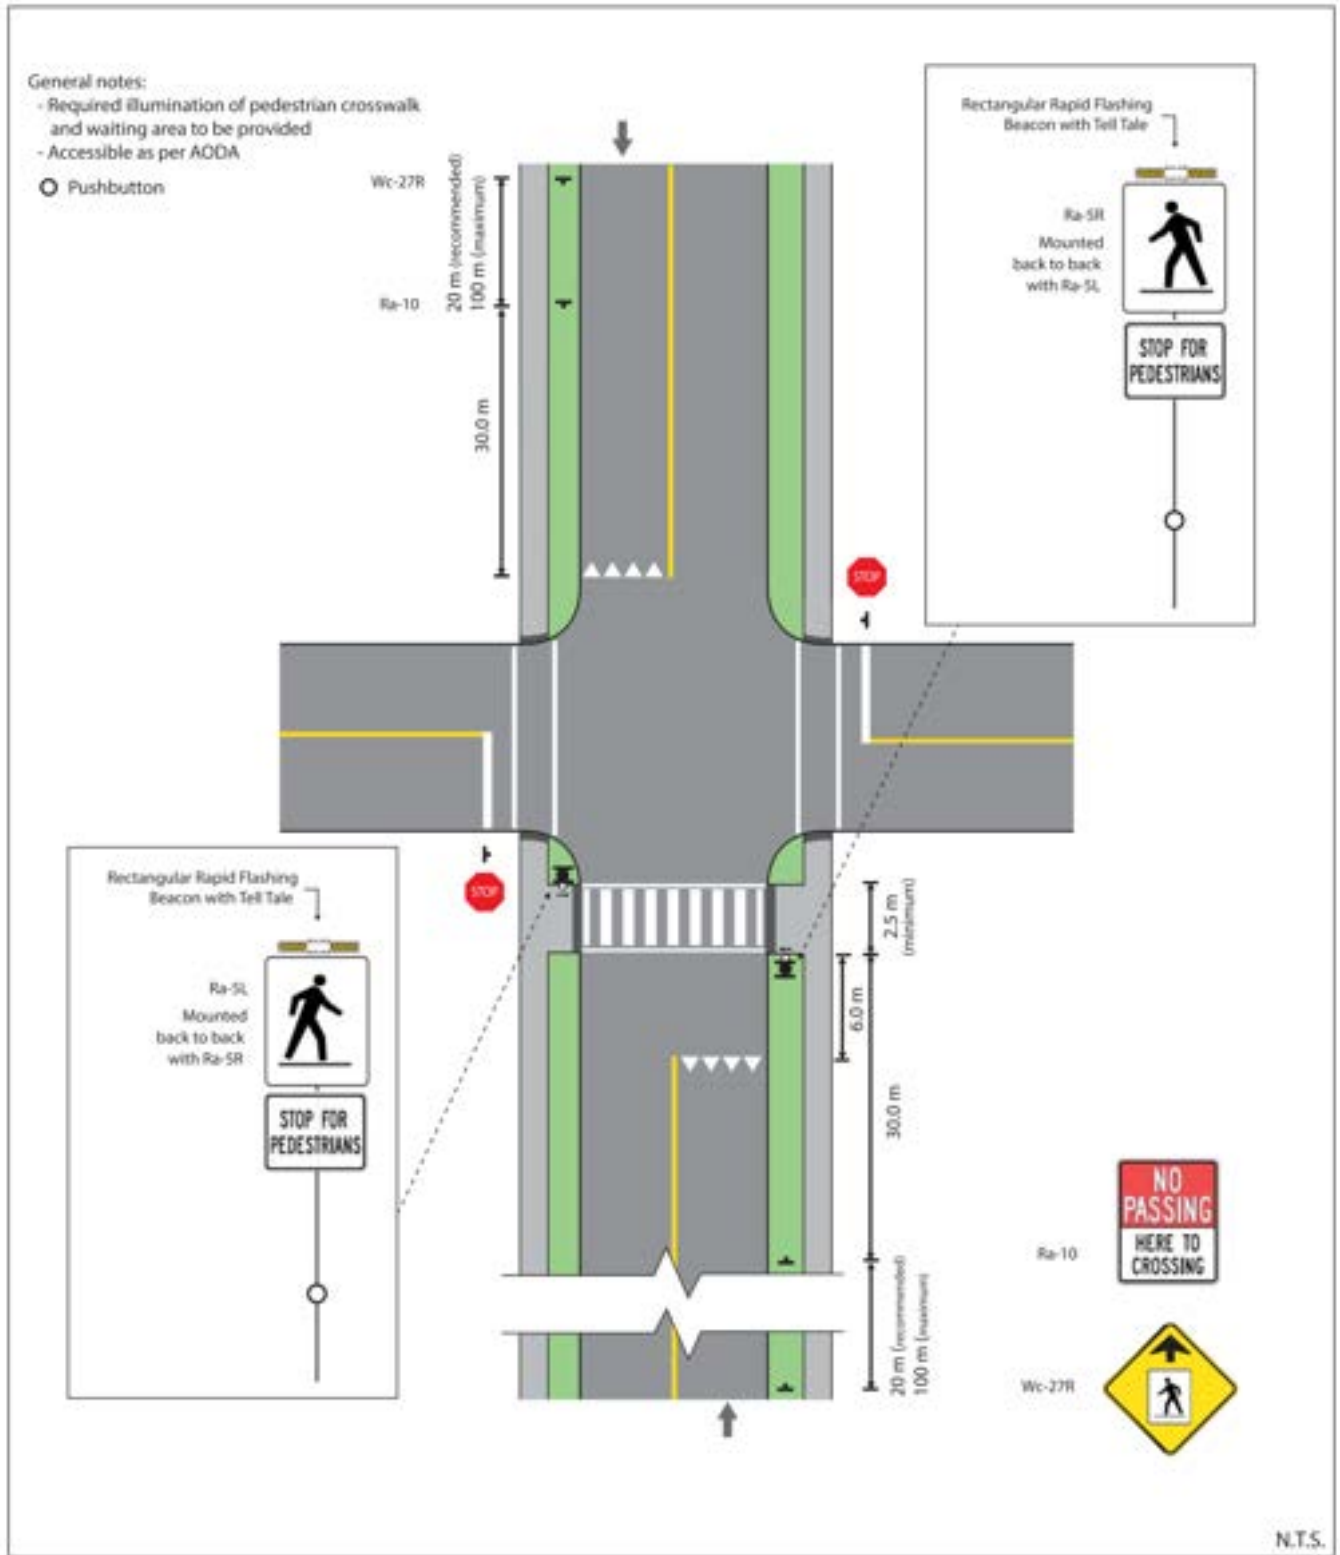 General notes:
- Required illumination of pedestrian crosswalk
and waiting area to be provided
- Accessible as per AODA
Pushbutton
Wc-27R
20 m (recommended)
100 m (maximum)
Ra-10
30.0 m
Rectangular Rapid Flashing
Beacon with Tell Tale
Ra-5R
Mounted
back to back
with Ra-5L
STOP FOR
PEDESTRIANS
STOP
STOP
Rectangular Rapid Flashing
Beacon with Tell Tale
Ra-5L
Mounted
back to back
with Ra-5R
STOP FOR
PEDESTRIANS
2.5 m
(minimum)
6.0 m
30.0 m
20 m (recommended)
100 m (maximum)
Ra-10
NO
PASSING
HERE TO
CROSSING
Wc-27R
N.T.S.